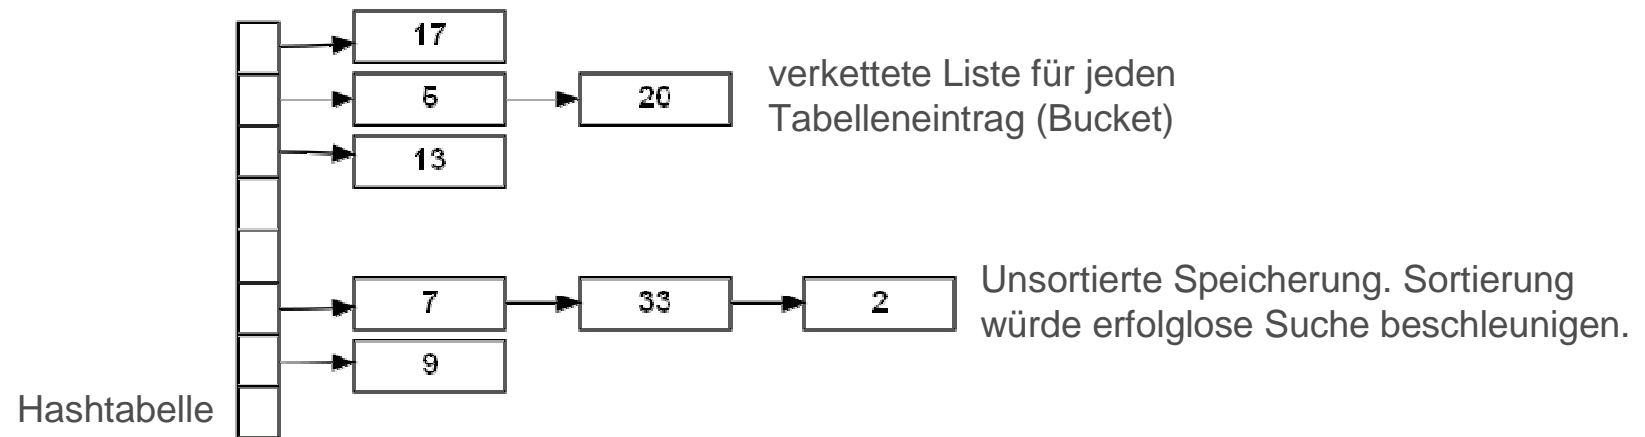 17
5 20
verkettete Liste für jeden
Tabelleneintrag (Bucket)
13
7 33 2
Unsortierte Speicherung. Sortierung
würde erfolglose Suche beschleunigen.
9
Hashtabelle